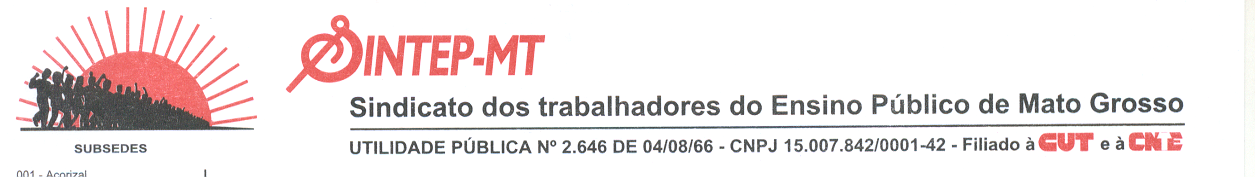 SINTEP-MT
Sindicato dos trabalhadores do Ensino Público de Mato Grosso
UTILIDADE PÚBLICA Nº 2.646 DE 04/08/66 - CNPJ 15.007.842/0001-42 - Filiado à CUT e à CNTE
SUBSEDES
001 - Acorizal